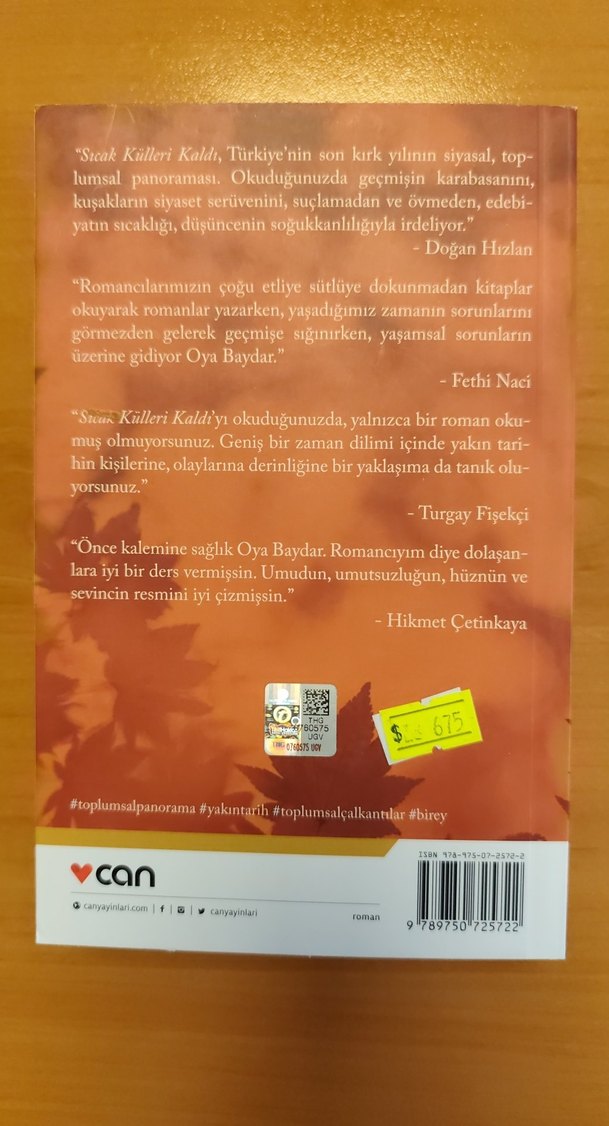 “Sıcak Külleri Kaldı, Türkiye’nin son kırk yılının siyasal, top-
lumsal panoraması. Okuduğunuzda geçmişin karabasanını,
kuşakların siyaset serüvenini, suçlamadan ve övmeden, edebi-
yatın sıcaklığı, düşüncenin soğukkanlılığıyla irdeliyor.”
- Doğan Hızlan
“Romancılarımızın çoğu etliye sütlüye dokunmadan kitaplar
okuyarak romanlar yazarken, yaşadığımız zamanın sorunlarını
görmezden gelerek geçmişe sığınırken, yaşamsal sorunların
üzerine gidiyor Oya Baydar.”
- Fethi Naci
“Sıcak Külleri Kaldı’yı okuduğunuzda, yalnızca bir roman oku-
muş olmuyorsunuz. Geniş bir zaman dilimi içinde yakın tari-
hin kişilerine, olaylarına derinliğine bir yaklaşıma da tanık olu-
yorsunuz.”
- Turgay Fişekçi
“Önce kalemine sağlık Oya Baydar. Romancıyım diye dolaşan-
lara iyi bir ders vermişsin. Umudun, umutsuzluğun, hüznün ve
sevincin resmini iyi çizmişsin.”
- Hikmet Çetinkaya
THG
0760575
UGV
THG 0760575 UGV
$ 675
#toplumsalpanorama #yakıntarih #toplumsalçalkantılar #birey
can
canyayinlari.com | f | | canyayinlari
roman
ISBN 978-975-07-2572-2
9 789750 725722